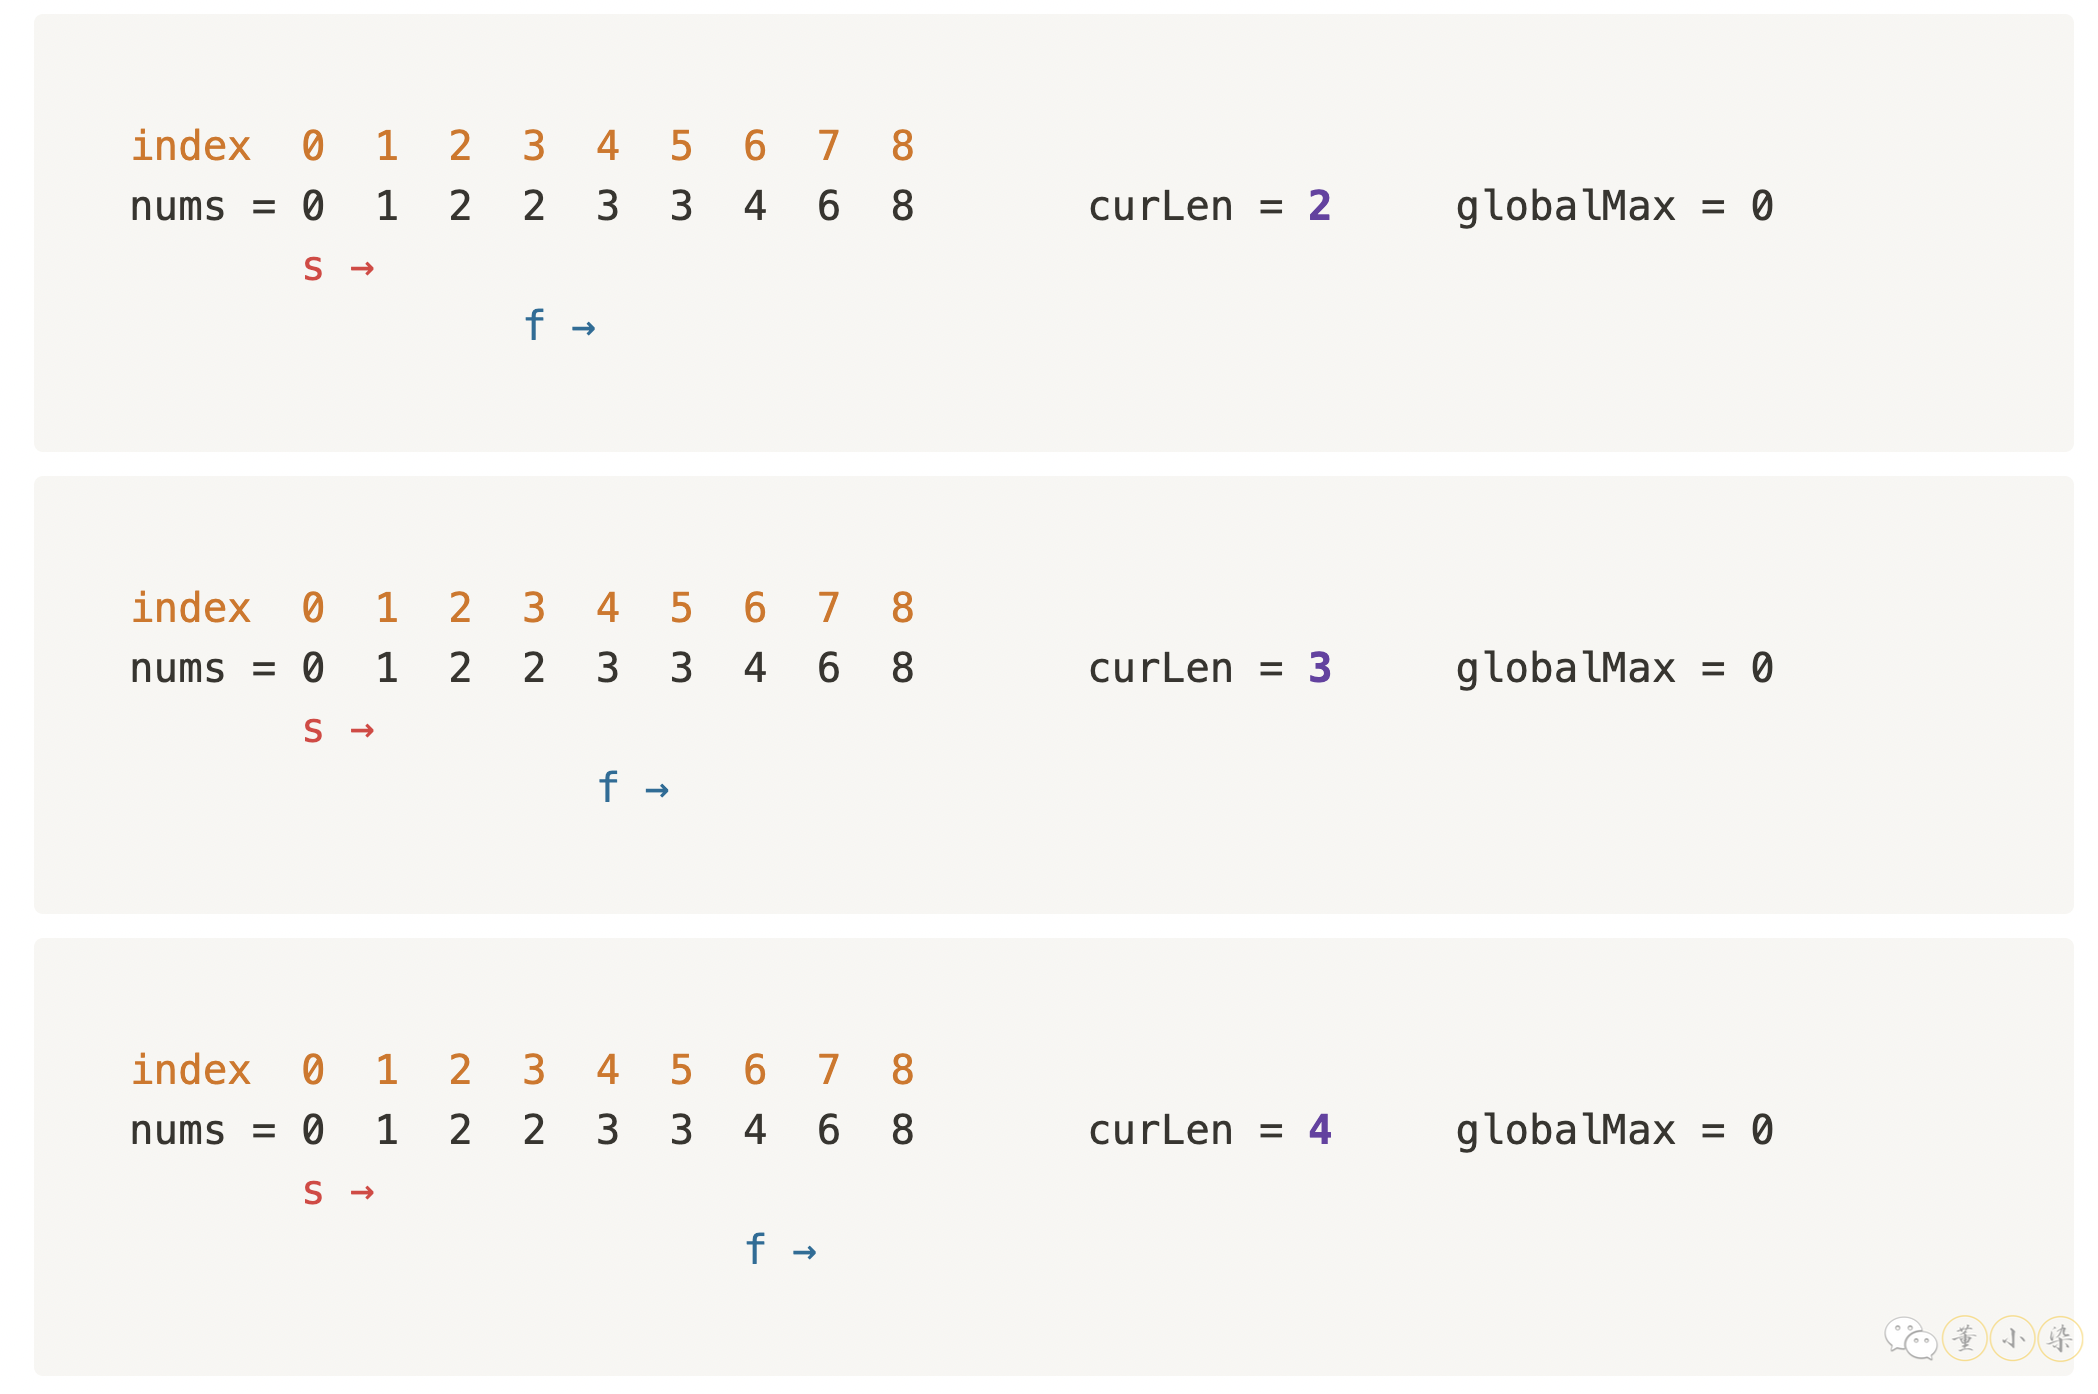 index 0 1 2 3 4 5 6 7 8
nums = 0 1 2 2 3 3 4 6 8 curLen = 2 globalMax = 0
s →
f →
index 0 1 2 3 4 5 6 7 8
nums = 0 1 2 2 3 3 4 6 8 curLen = 3 globalMax = 0
s →
f →
index 0 1 2 3 4 5 6 7 8
nums = 0 1 2 2 3 3 4 6 8 curLen = 4 globalMax = 0
s →
f →
董小染